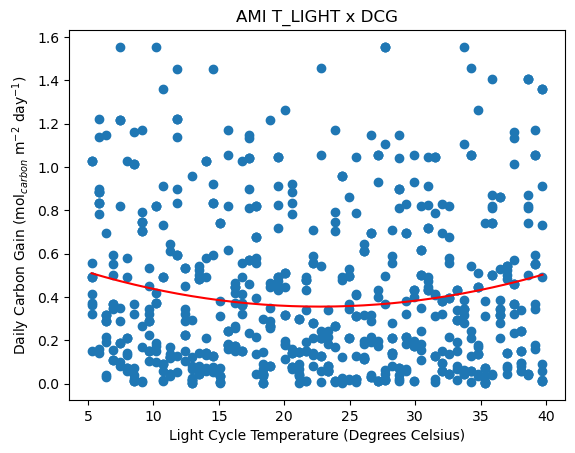 AMI T_LIGHT x DCG
Daily Carbon Gain (mol_carbon m⁻² day⁻¹)
1.6
1.4
1.2
1.0
0.8
0.6
0.4
0.2
0.0
5 10 15 20 25 30 35 40
Light Cycle Temperature (Degrees Celsius)